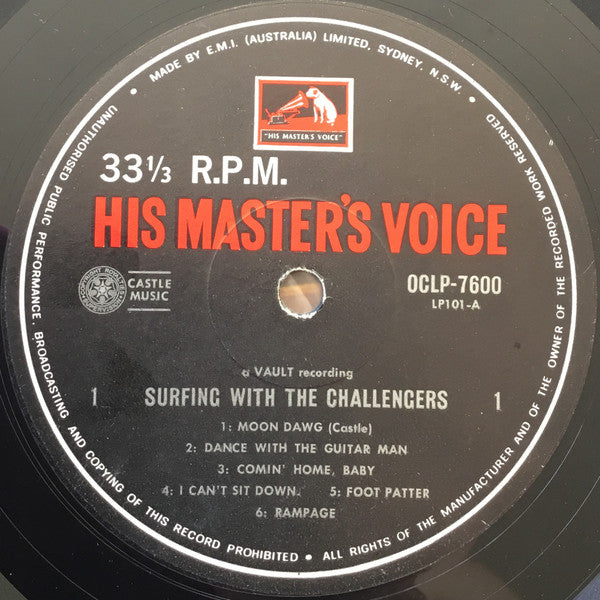 • MADE BY E.M.I. (AUSTRALIA) LIMITED, SYDNEY, N.S.W. •
"HIS MASTER'S VOICE"
33⅓ R.P.M.
HIS MASTER'S VOICE
CASTLE
MUSIC
OCLP-7600
LP101-A
a VAULT recording
1 SURFING WITH THE CHALLENGERS 1
1: MOON DAWG (Castle)
2: DANCE WITH THE GUITAR MAN
3: COMIN' HOME, BABY
4: I CAN'T SIT DOWN. 5: FOOT PATTER
6: RAMPAGE
UNAUTHORISED PUBLIC PERFORMANCE, BROADCASTING AND COPYING OF THIS RECORD PROHIBITED • ALL RIGHTS OF THE MANUFACTURER AND OF THE OWNER OF THE RECORDED WORK RESERVED